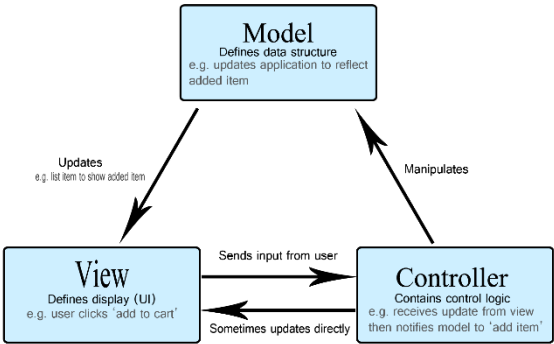 Model
Defines data structure
e.g. updates application to reflect
added item
Updates
e.g. list item to show added item
Manipulates
View
Defines display (UI)
e.g. user clicks 'add to cart'
Sends input from user
Sometimes updates directly
Controller
Contains control logic
e.g. receives update from view
then notifies model to 'add item'